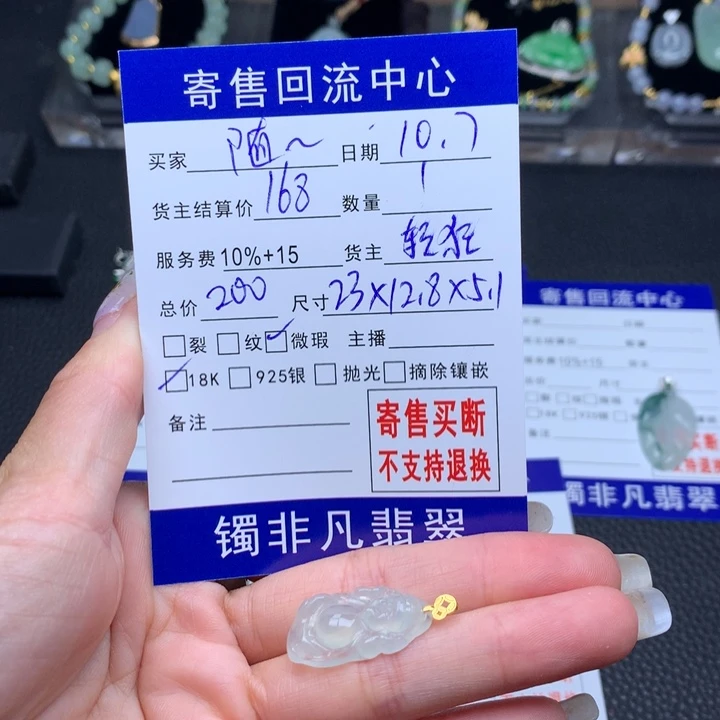 寄售回流中心
买家 随~ 日期 10.7
货主结算价 168 数量 1
服务费 10%+15 货主 轻狂
总价 200 尺寸 23×12.8×5.1
裂 纹 微瑕 主播
18K 925银 抛光 摘除镶嵌
备注
寄售买断
不支持退换
镯非凡翡翠
寄售回流中心
服务费 10%+15
备注
镯非凡翡翠